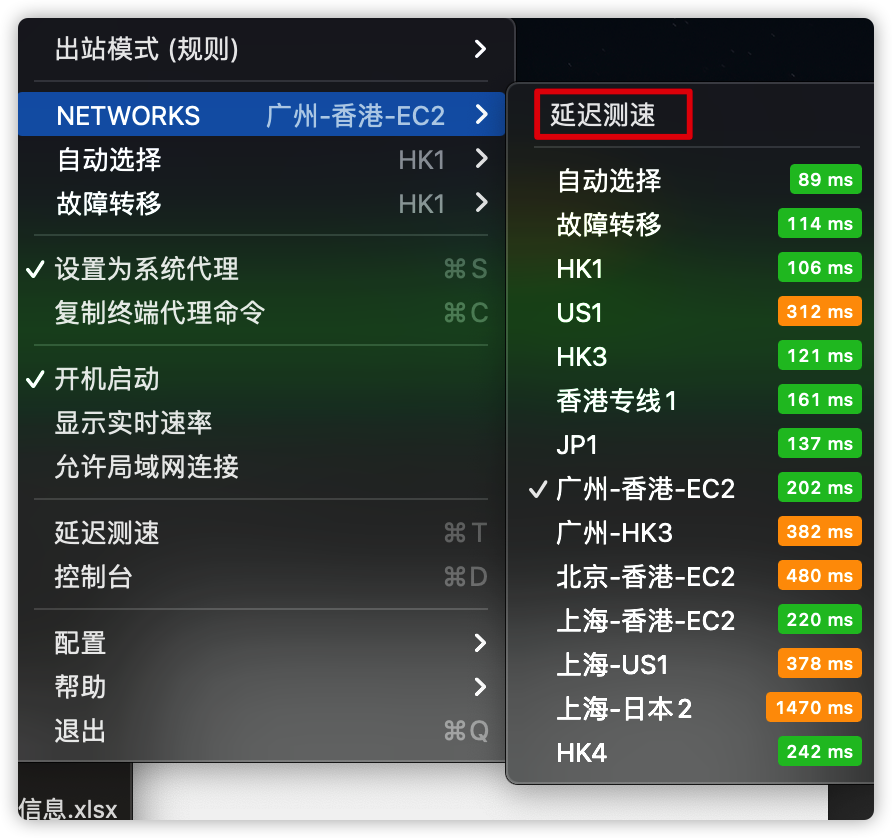 出站模式 (规则)
NETWORKS 广州-香港-EC2
自动选择 HK1
故障转移 HK1
设置为系统代理 ⌘S
复制终端代理命令 ⌘C
开机启动
显示实时速率
允许局域网连接
延迟测速 ⌘T
控制台 ⌘D
配置
帮助
退出 ⌘Q
信息.xlsx
延迟测速
自动选择 89 ms
故障转移 114 ms
HK1 106 ms
US1 312 ms
HK3 121 ms
香港专线1 161 ms
JP1 137 ms
广州-香港-EC2 202 ms
广州-HK3 382 ms
北京-香港-EC2 480 ms
上海-香港-EC2 220 ms
上海-US1 378 ms
上海-日本2 1470 ms
HK4 242 ms